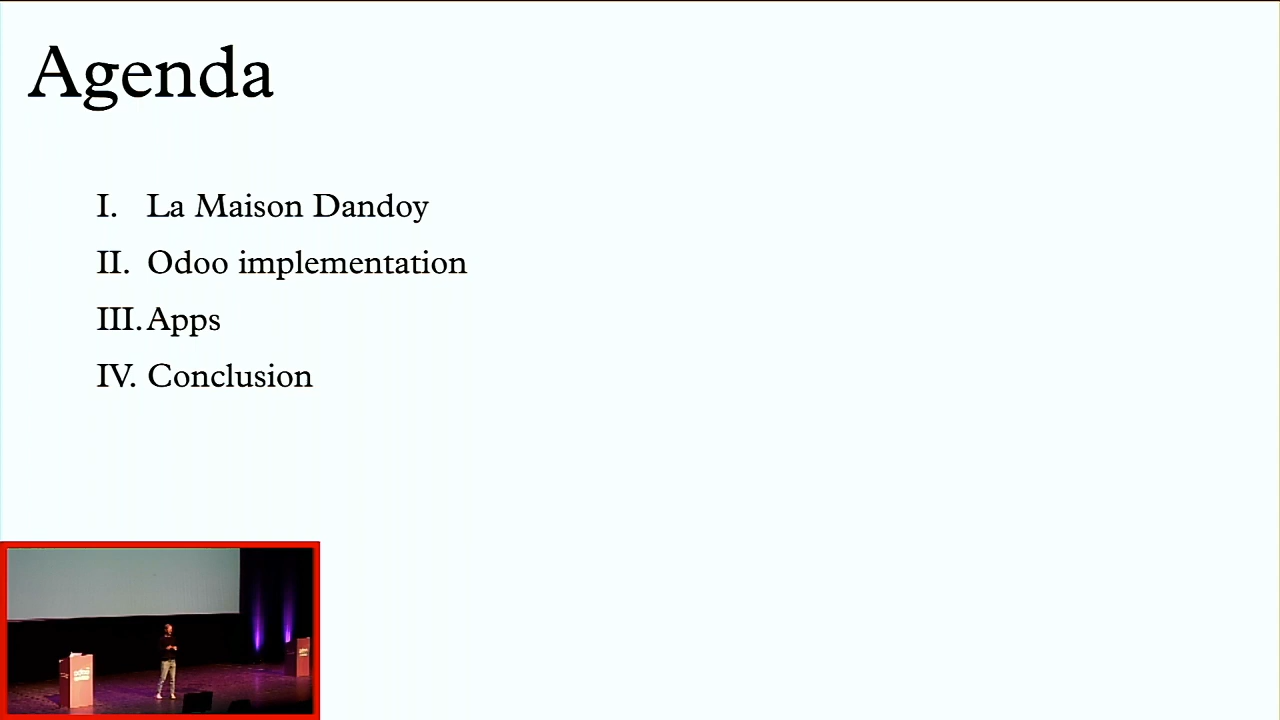 Agenda
I. La Maison Dandoy
II. Odoo implementation
III. Apps
IV. Conclusion